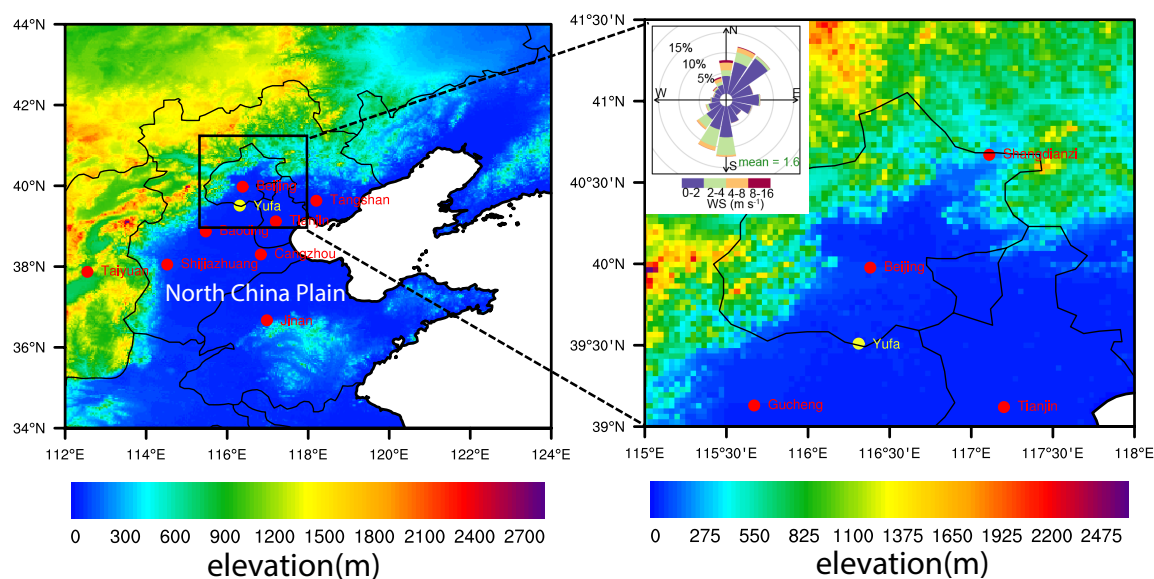 44°N
42°N
40°N
38°N
36°N
34°N
112°E 114°E 116°E 118°E 120°E 122°E 124°E
Beijing
Yufa
Tangshan
Tianjin
Baoding
Cangzhou
Shijiazhuang
Taiyuan
North China Plain
Jinan
0 300 600 900 1200 1500 1800 2100 2400 2700
elevation(m)
41°30'N
41°N
40°30'N
40°N
39°30'N
39°N
115°E 115°30'E 116°E 116°30'E 117°E 117°30'E 118°E
N
15%
10%
5%
W
E
S
mean = 1.6
0-2 2-4 4-8 8-16
WS (m s⁻¹)
Shangdianzi
Beijing
Yufa
Gucheng
Tianjin
0 275 550 825 1100 1375 1650 1925 2200 2475
elevation(m)